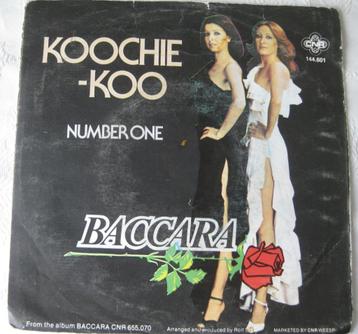 KOOCHIE
-KOO
NUMBER ONE
CNR
144.601
BACCARA
From the album BACCARA CNR 655.070
Arranged and produced by Rolf
MARKETED BY CNR WEESP